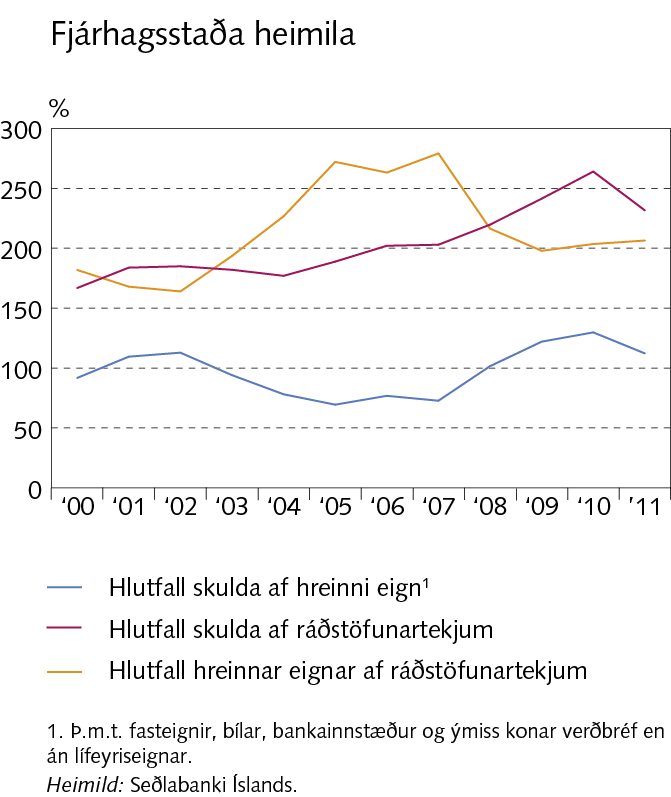 Fjárhagsstaða heimila
%
300
250
200
150
100
50
0
‘00 ‘01 ‘02 ‘03 ‘04 ‘05 ‘06 ‘07 ‘08 ‘09 ‘10 ’11
Hlutfall skulda af hreinni eign¹
Hlutfall skulda af ráðstöfunartekjum
Hlutfall hreinnar eignar af ráðstöfunartekjum
1. Þ.m.t. fasteignir, bílar, bankainnstæður og ýmiss konar verðbréf en
án lífeyriseignar.
Heimild: Seðlabanki Íslands.